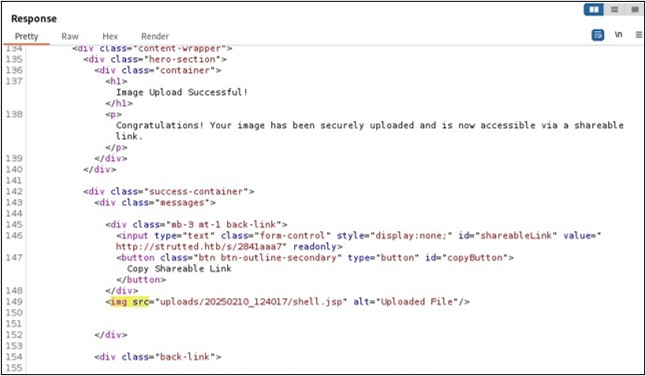 Response
Pretty Raw Hex Render
\n
134 <div class="content-wrapper">
135 <div class="hero-section">
136 <div class="container">
137 <h1>
Image Upload Successful!
</h1>
138 <p>
Congratulations! Your image has been securely uploaded and is now accessible via a shareable
link.
</p>
139 </div>
140 </div>
141
142 <div class="success-container">
143 <div class="messages">
144
145 <div class="mb-3 mt-1 back-link">
146 <input type="text" class="form-control" style="display:none;" id="shareableLink" value="
http://strutted.htb/s/2841aaa7" readonly>
147 <button class="btn btn-outline-secondary" type="button" id="copyButton">
Copy Shareable Link
</button>
148 </div>
149 <img src="uploads/20250210_124017/shell.jsp" alt="Uploaded File"/>
150
151
152 </div>
153
154 <div class="back-link">
155